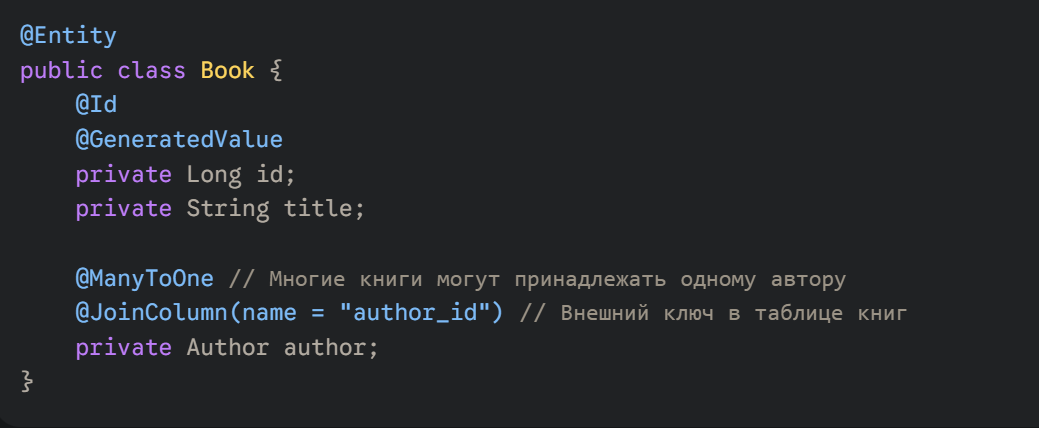 @Entity
public class Book {
    @Id
    @GeneratedValue
    private Long id;
    private String title;

    @ManyToOne // Многие книги могут принадлежать одному автору
    @JoinColumn(name = "author_id") // Внешний ключ в таблице книг
    private Author author;
}